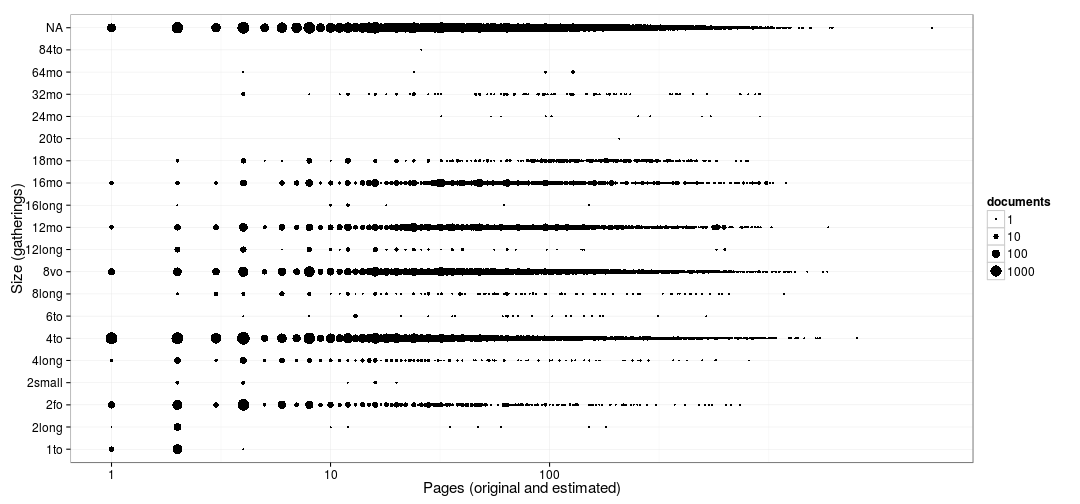 NA
84to
64mo
32mo
24mo
20to
18mo
16mo
16long
12mo
12long
8vo
8long
6to
4to
4long
2small
2fo
2long
1to
Size (gatherings)
1 10 100
Pages (original and estimated)
documents
1
10
100
1000